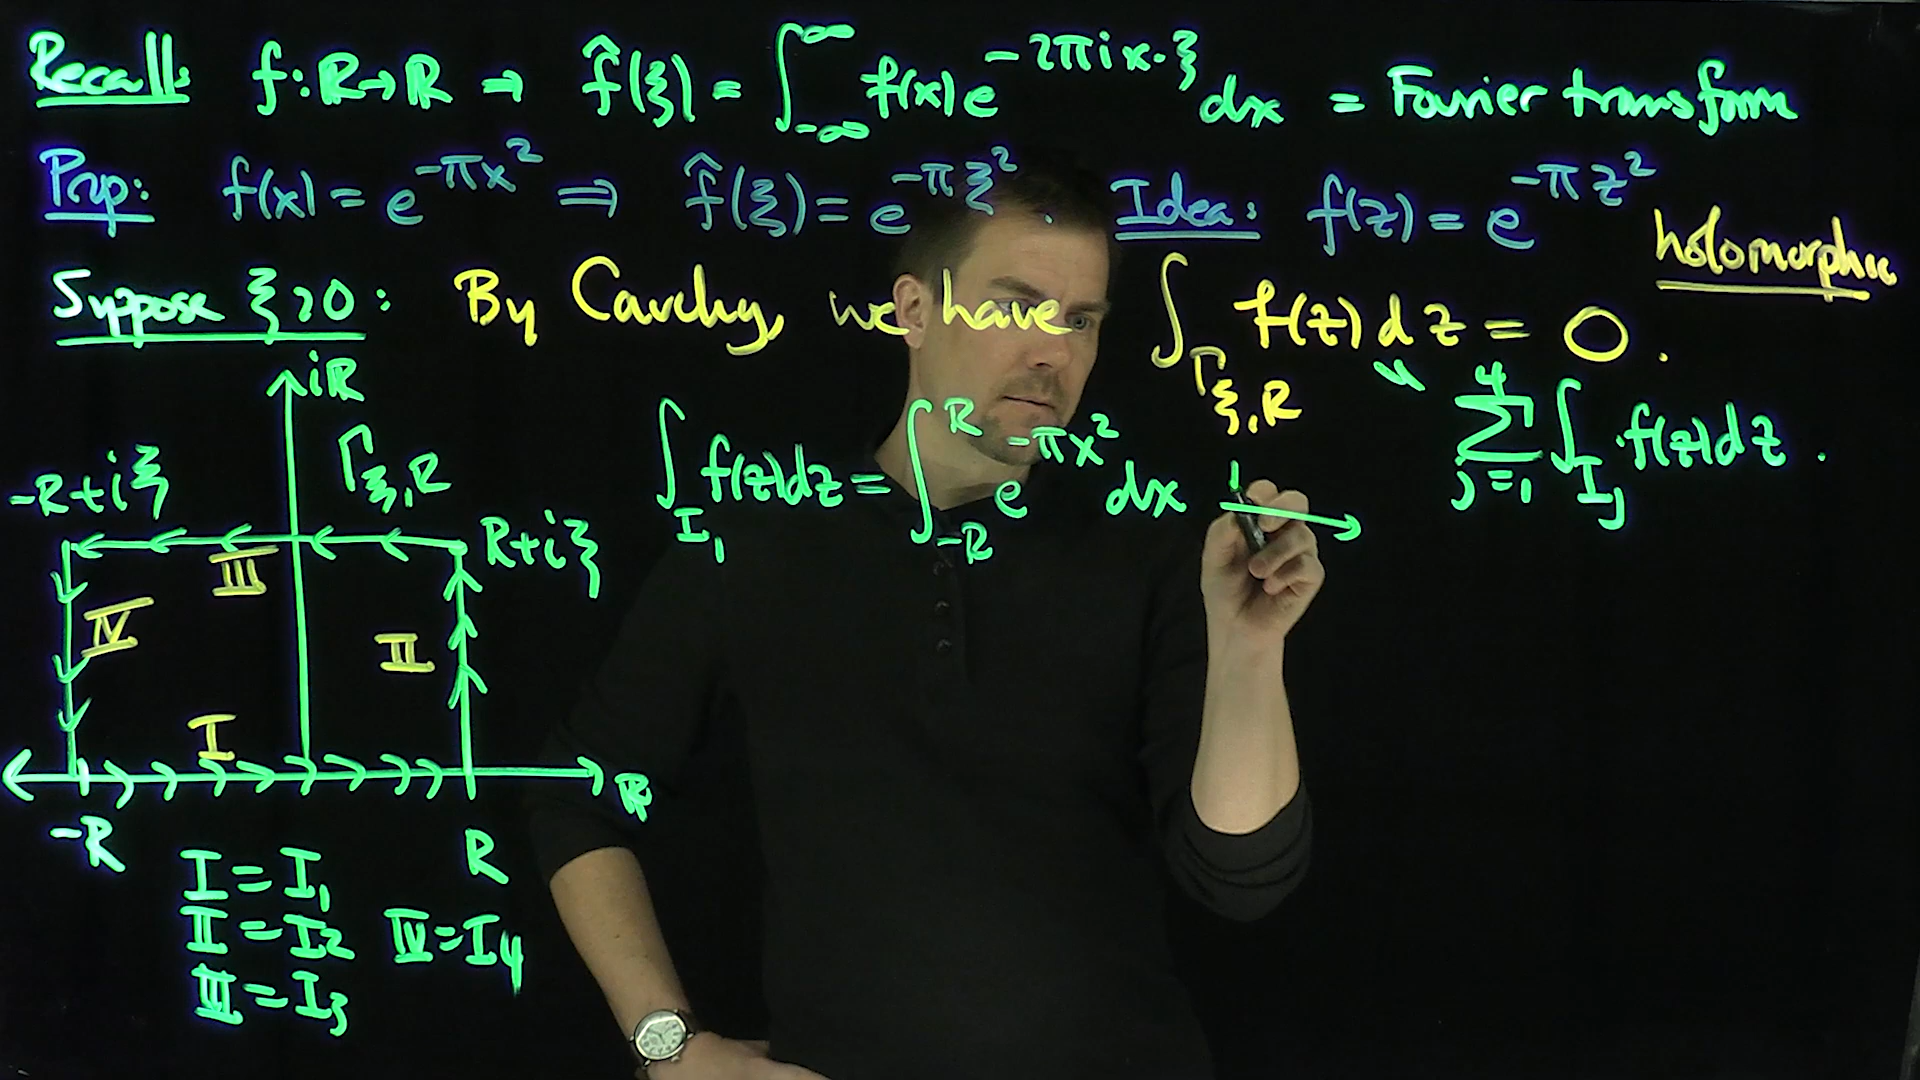 Recall: f:ℝ→ℝ ⇒ f̂(ξ) = ∫_{-∞}^{∞} f(x)e^{-2πix·ξ}dx = Fourier transform
Prop: f(x) = e^{-πx²} ⇒ f̂(ξ) = e^{-πξ²}. Idea: f(z) = e^{-πz²} holomorphic
Suppose ξ>0: By Cauchy, we have ∫_{Γ_{ξ,R}} f(z)dz = 0.
iℝ
Γ_{ξ,R}
∑_{j=1}^{4} ∫_{I_j} f(z)dz.
∫_{I_1} f(z)dz = ∫_{-R}^{R} e^{-πx²}dx →
-R+iξ
R+iξ
III
IV
II
I
ℝ
-R
R
I = I_1
II = I_2 IV = I_4
III = I_3